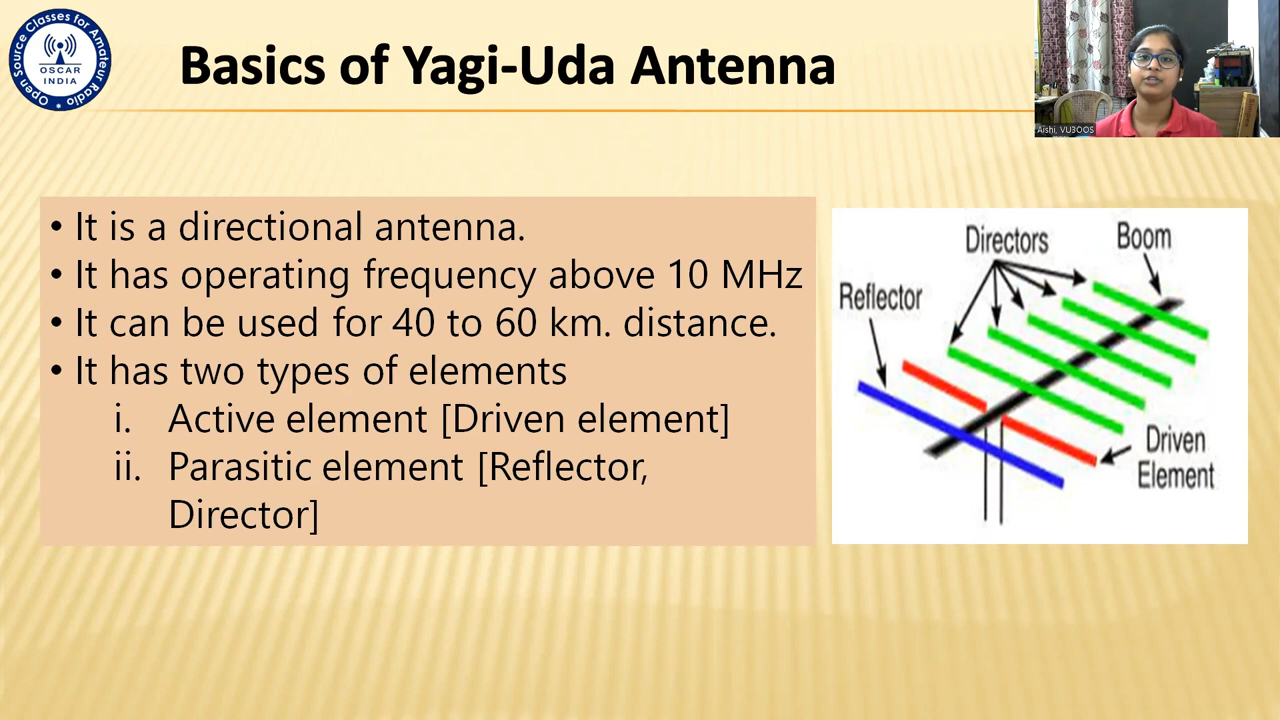 Open Source Classes for Amateur Radio
OSCAR
INDIA
Basics of Yagi-Uda Antenna
Aishi, VU3OOS
• It is a directional antenna.
• It has operating frequency above 10 MHz
• It can be used for 40 to 60 km. distance.
• It has two types of elements
i. Active element [Driven element]
ii. Parasitic element [Reflector,
Director]
Directors
Boom
Reflector
Driven
Element